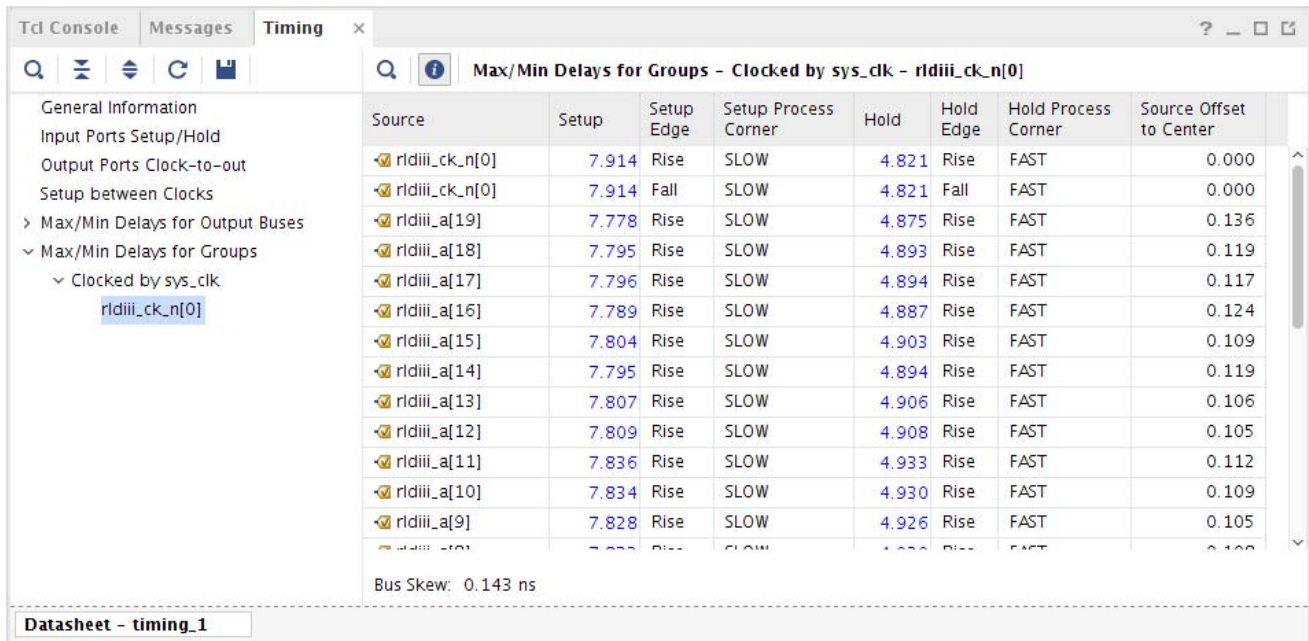 Tcl Console Messages Timing ×
? _
Max/Min Delays for Groups - Clocked by sys_clk - rldiii_ck_n[0]
General Information
Input Ports Setup/Hold
Output Ports Clock-to-out
Setup between Clocks
> Max/Min Delays for Output Buses
Max/Min Delays for Groups
Clocked by sys_clk
rldiii_ck_n[0]
Source Setup Setup Edge Setup Process Corner Hold Hold Edge Hold Process Corner Source Offset to Center
rldiii_ck_n[0] 7.914 Rise SLOW 4.821 Rise FAST 0.000
rldiii_ck_n[0] 7.914 Fall SLOW 4.821 Fall FAST 0.000
rldiii_a[19] 7.778 Rise SLOW 4.875 Rise FAST 0.136
rldiii_a[18] 7.795 Rise SLOW 4.893 Rise FAST 0.119
rldiii_a[17] 7.796 Rise SLOW 4.894 Rise FAST 0.117
rldiii_a[16] 7.789 Rise SLOW 4.887 Rise FAST 0.124
rldiii_a[15] 7.804 Rise SLOW 4.903 Rise FAST 0.109
rldiii_a[14] 7.795 Rise SLOW 4.894 Rise FAST 0.119
rldiii_a[13] 7.807 Rise SLOW 4.906 Rise FAST 0.106
rldiii_a[12] 7.809 Rise SLOW 4.908 Rise FAST 0.105
rldiii_a[11] 7.836 Rise SLOW 4.933 Rise FAST 0.112
rldiii_a[10] 7.834 Rise SLOW 4.930 Rise FAST 0.109
rldiii_a[9] 7.828 Rise SLOW 4.926 Rise FAST 0.105
Bus Skew: 0.143 ns
Datasheet - timing_1